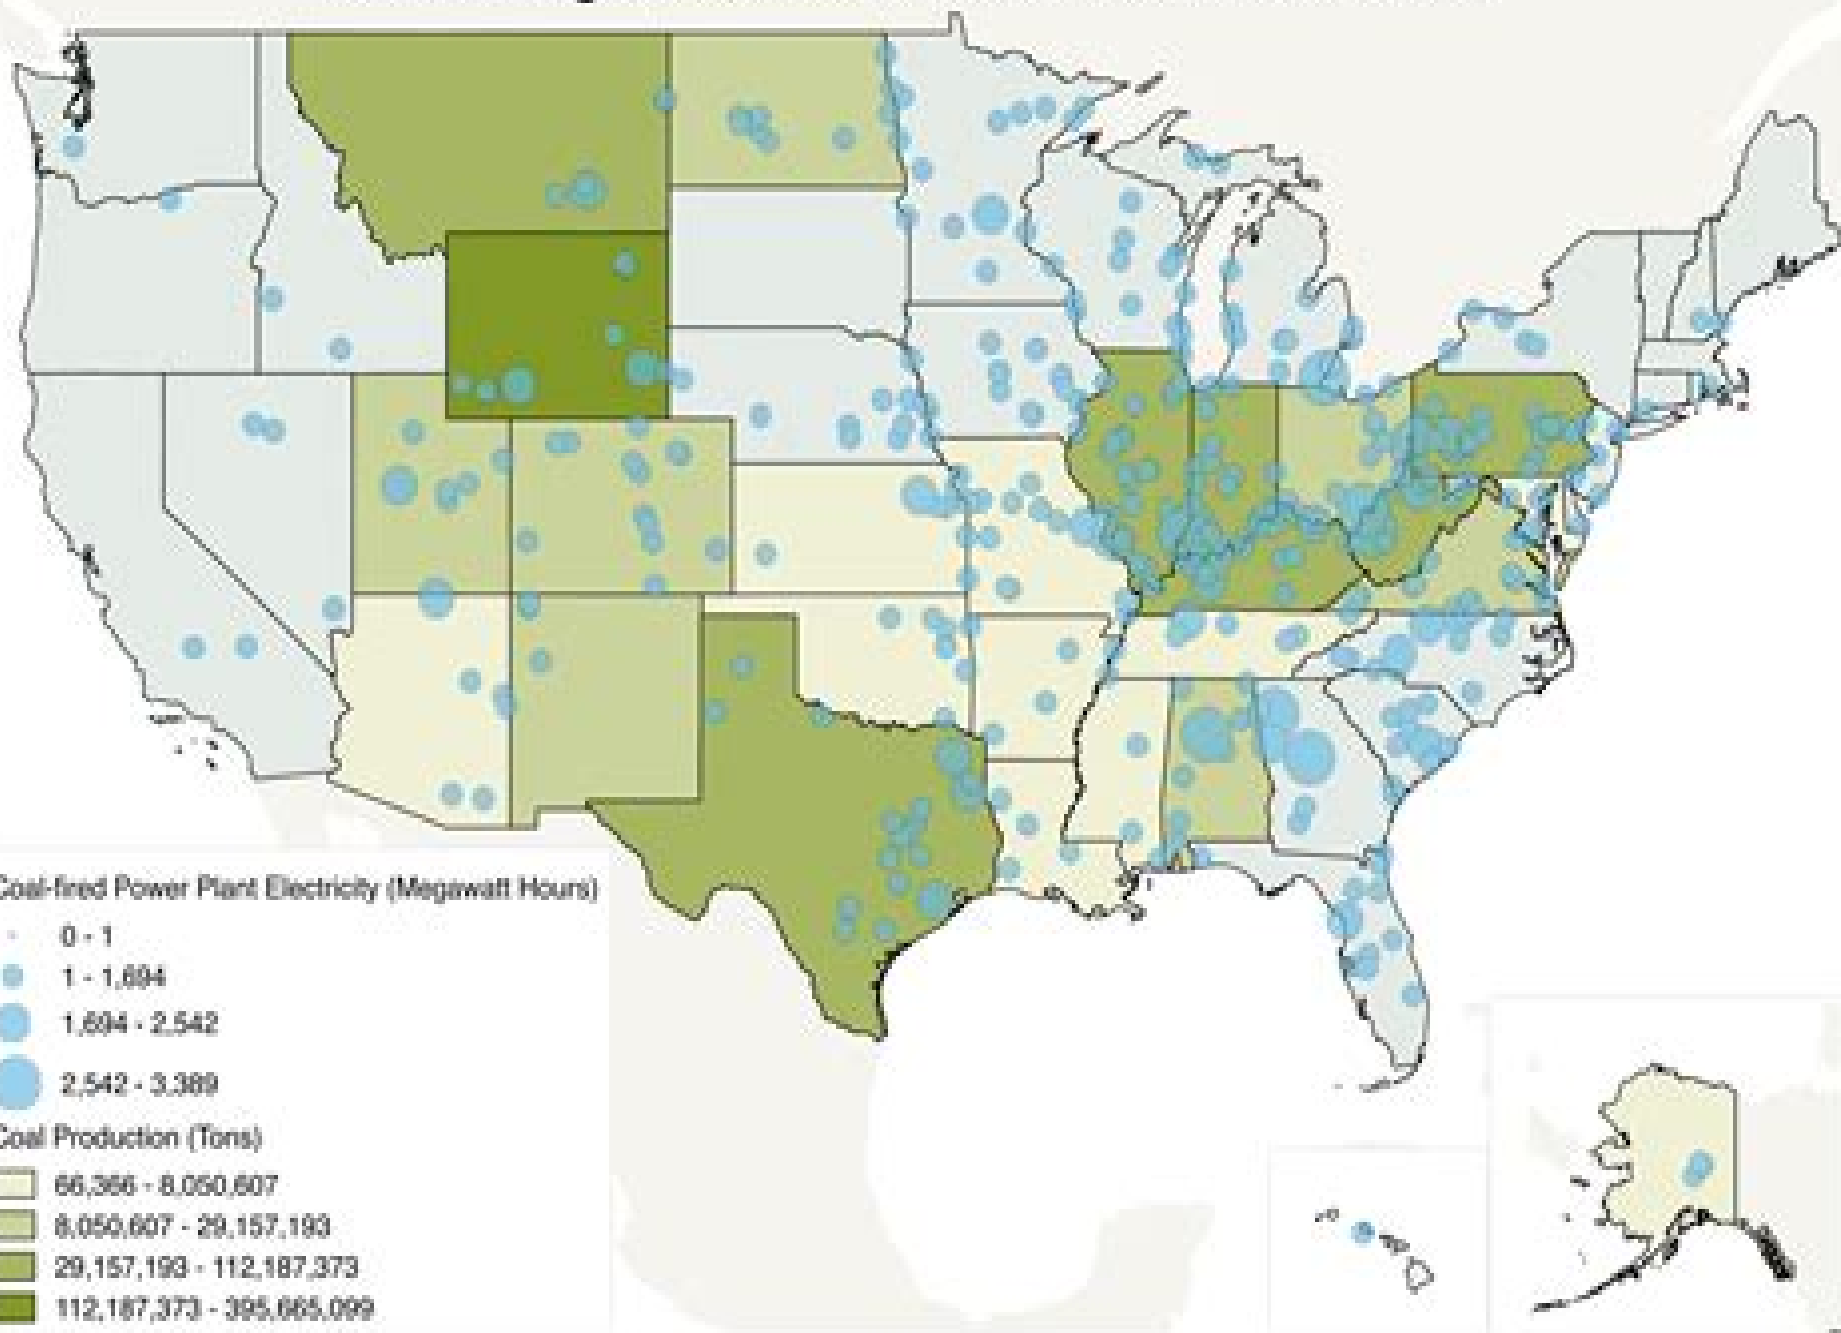 Coal-fired Power Plant Electricity (Megawatt Hours)
0 - 1
1 - 1,694
1,694 - 2,542
2,542 - 3,389
Coal Production (Tons)
66,366 - 8,050,607
8,050,607 - 29,157,193
29,157,193 - 112,187,373
112,187,373 - 395,665,099